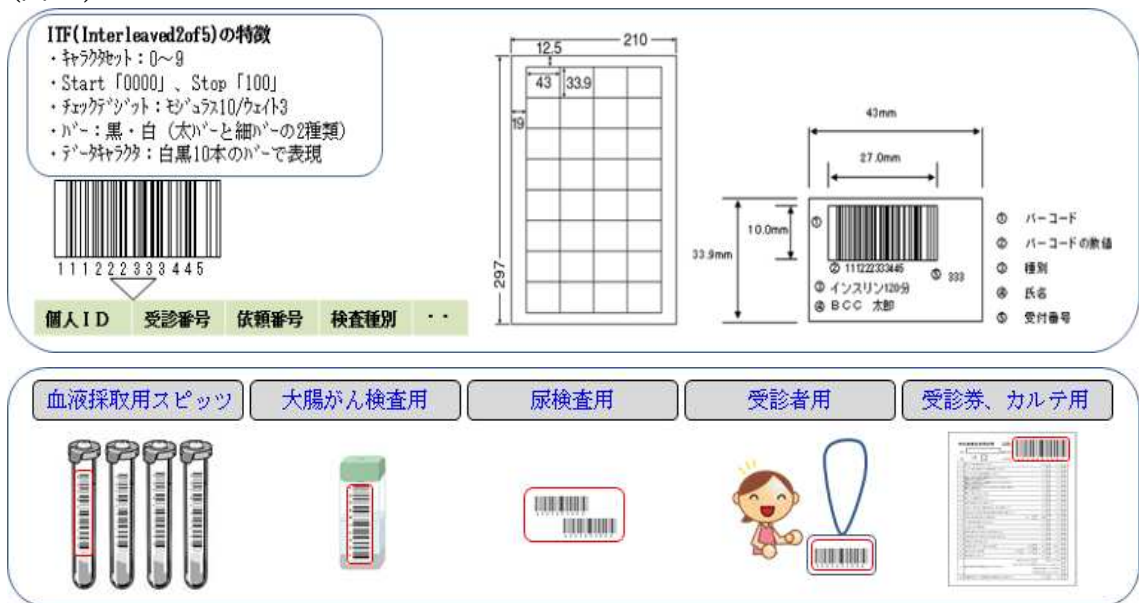 ITF(Interleaved2of5)の特徴
・ｷｬﾗｸﾀｾｯﾄ：0～9
・Start「0000」、Stop「100」
・ﾁｪｯｸﾃﾞｼﾞｯﾄ：ﾓｼﾞｭﾗｽ10/ｳｪｲﾄ3
・ﾊﾞｰ：黒・白（太ﾊﾞｰと細ﾊﾞｰの2種類）
・ﾃﾞｰﾀｷｬﾗｸﾀ：白黒10本のﾊﾞｰで表現
111222333445
個人ID 受診番号 依頼番号 検査種別 ・・
210
12.5
43 33.9
19
297
43mm
27.0mm
10.0mm
33.9mm
①
② 111222333445
⑤ 333
③ インスリン120分
④ BCC 太郎
① バーコード
② バーコードの数値
③ 種別
④ 氏名
⑤ 受付番号
血液採取用スピッツ 大腸がん検査用 尿検査用 受診者用 受診券、カルテ用